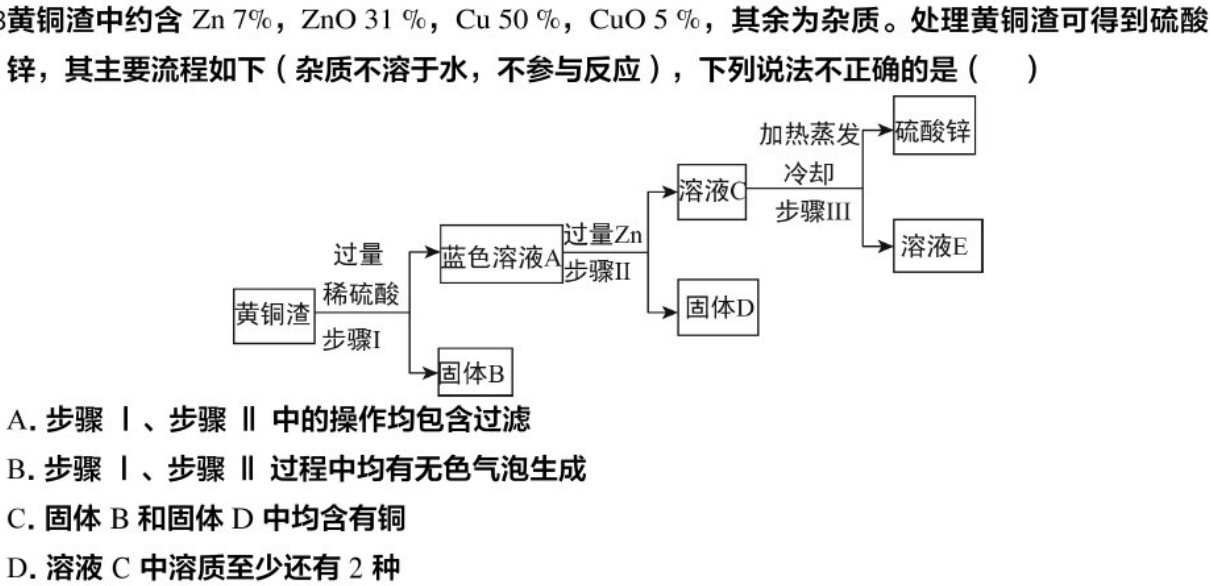 黄铜渣中约含 Zn 7%，ZnO 31 %，Cu 50 %，CuO 5 %，其余为杂质。处理黄铜渣可得到硫酸
锌，其主要流程如下（杂质不溶于水，不参与反应），下列说法不正确的是（ ）
黄铜渣
过量
稀硫酸
步骤I
蓝色溶液A
固体B
过量Zn
步骤II
溶液C
固体D
加热蒸发
冷却
步骤III
硫酸锌
溶液E
A. 步骤 Ⅰ 、步骤 Ⅱ 中的操作均包含过滤
B. 步骤 Ⅰ 、步骤 Ⅱ 过程中均有无色气泡生成
C. 固体 B 和固体 D 中均含有铜
D. 溶液 C 中溶质至少还有 2 种